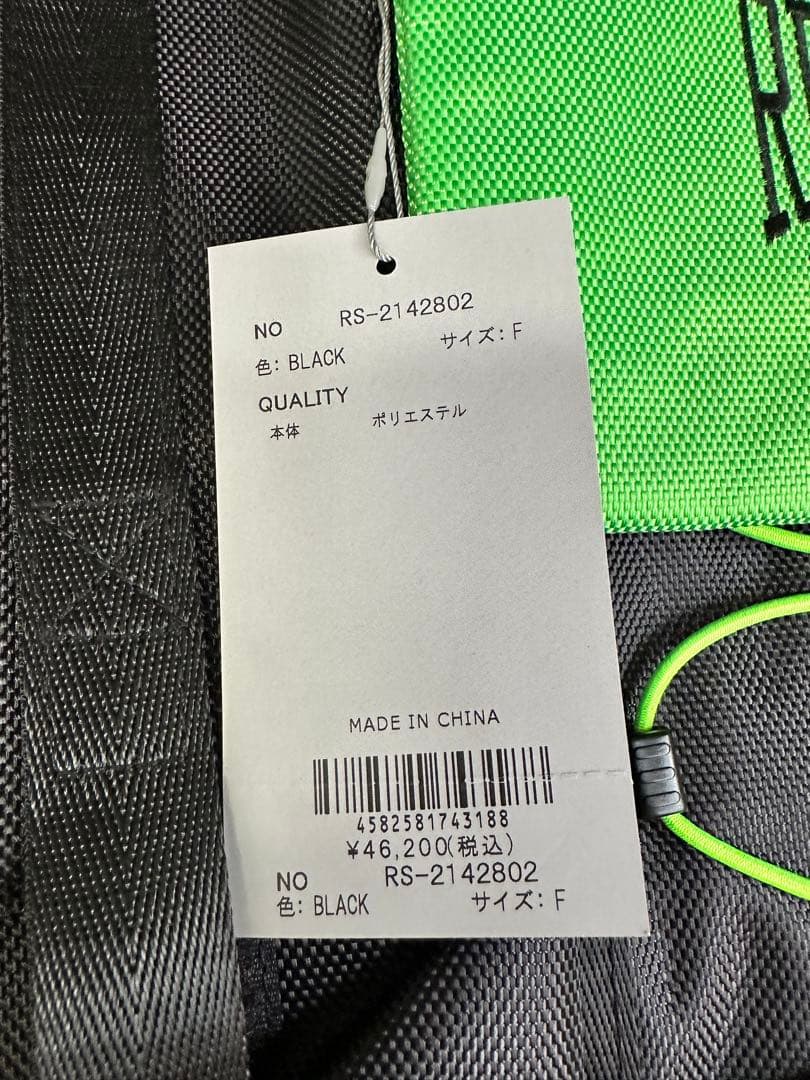 NO RS-2142802
色: BLACK サイズ: F
QUALITY
本体 ポリエステル
MADE IN CHINA
4582581743188
¥46,200(税込)
NO RS-2142802
色: BLACK サイズ: F